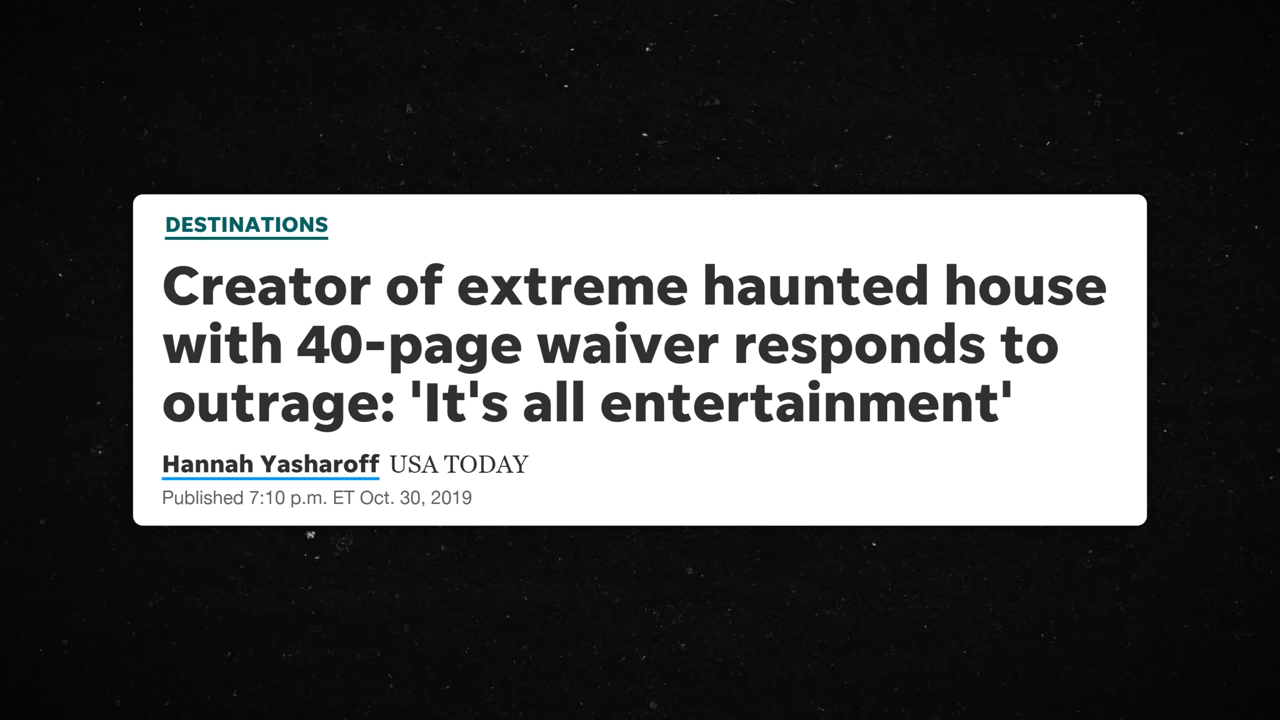 DESTINATIONS
Creator of extreme haunted house
with 40-page waiver responds to
outrage: 'It's all entertainment'
Hannah Yasharoff USA TODAY
Published 7:10 p.m. ET Oct. 30, 2019